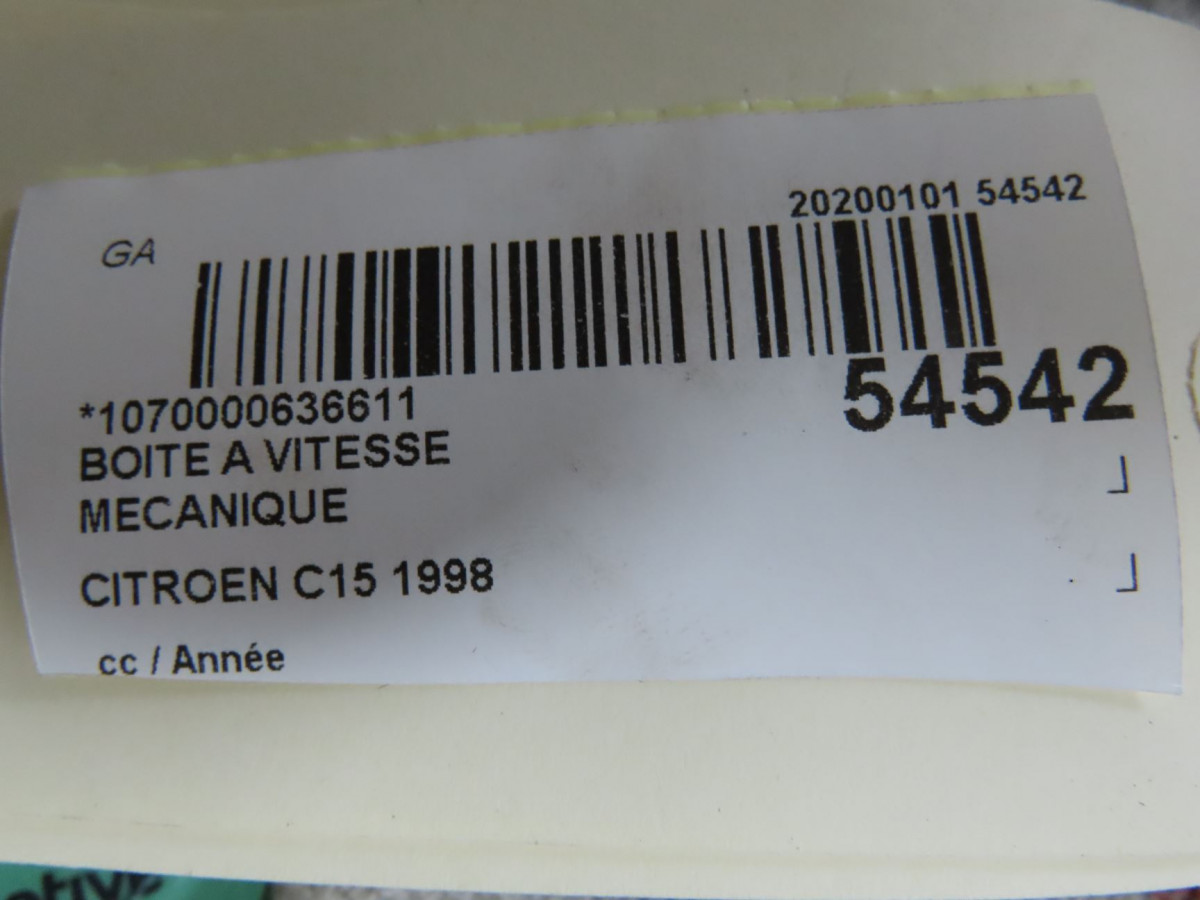 20200101 54542
GA
54542
*1070000636611
BOITE A VITESSE
MECANIQUE
CITROEN C15 1998
cc / Année